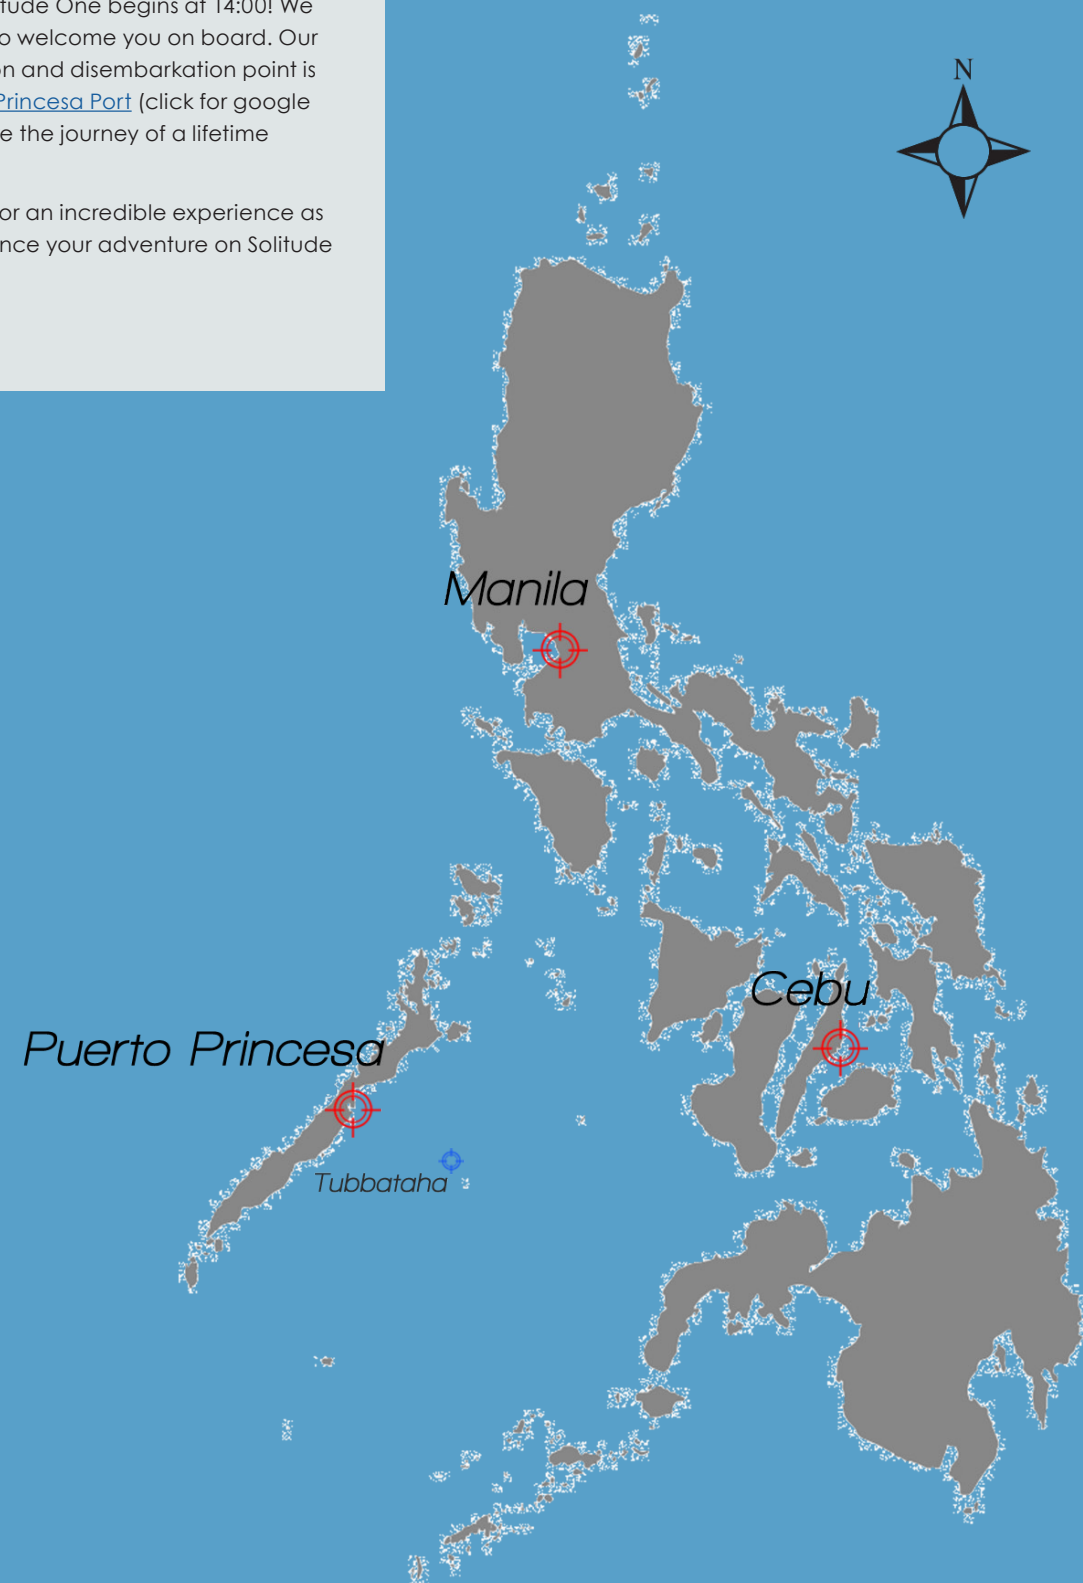 tude One begins at 14:00! We
o welcome you on board. Our
on and disembarkation point is
Princesa Port (click for google
e the journey of a lifetime
or an incredible experience as
nce your adventure on Solitude
N
Manila
Cebu
Puerto Princesa
Tubbataha